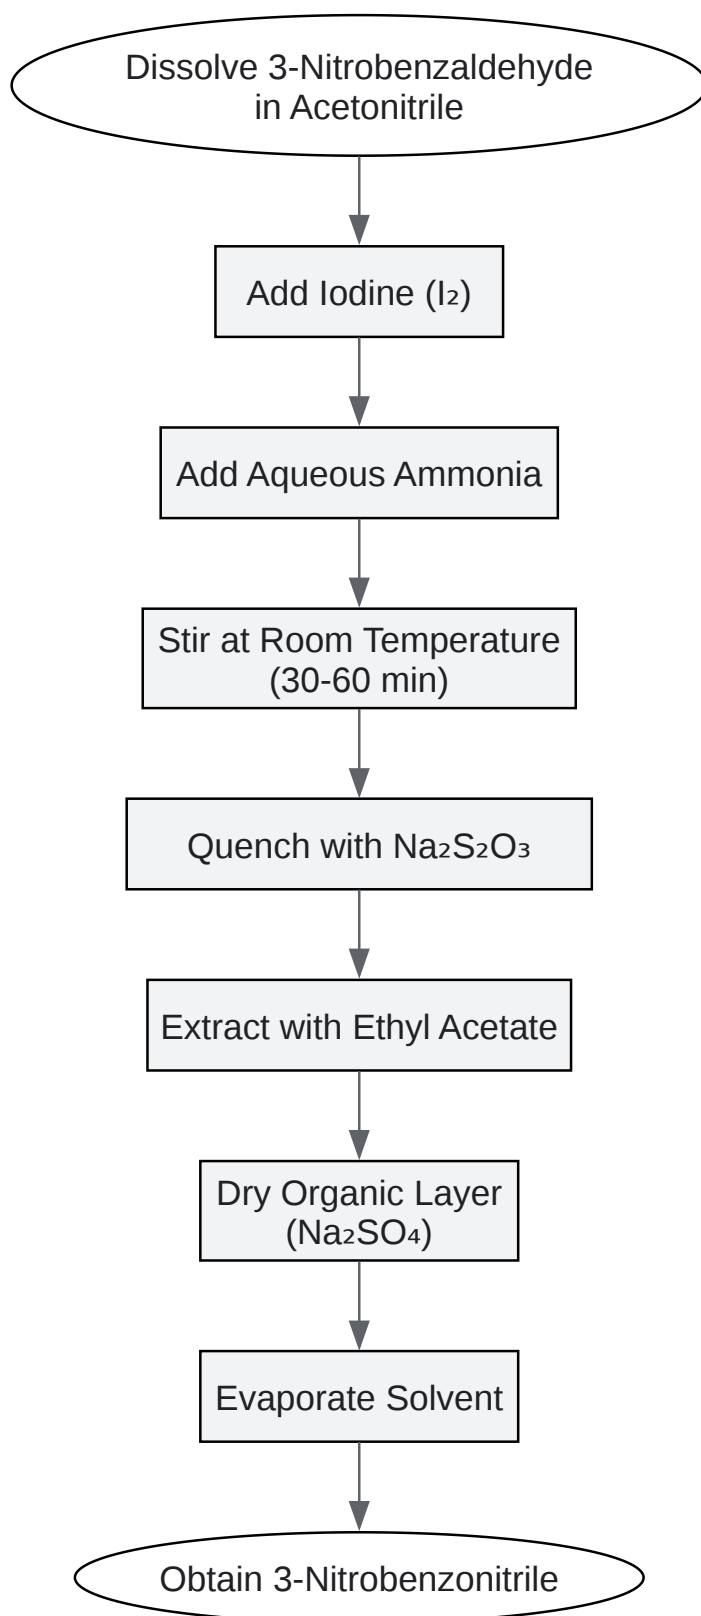 Dissolve 3-Nitrobenzaldehyde
in Acetonitrile
Add Iodine (I₂)
Add Aqueous Ammonia
Stir at Room Temperature
(30-60 min)
Quench with Na₂S₂O₃
Extract with Ethyl Acetate
Dry Organic Layer
(Na₂SO₄)
Evaporate Solvent
Obtain 3-Nitrobenzonitrile